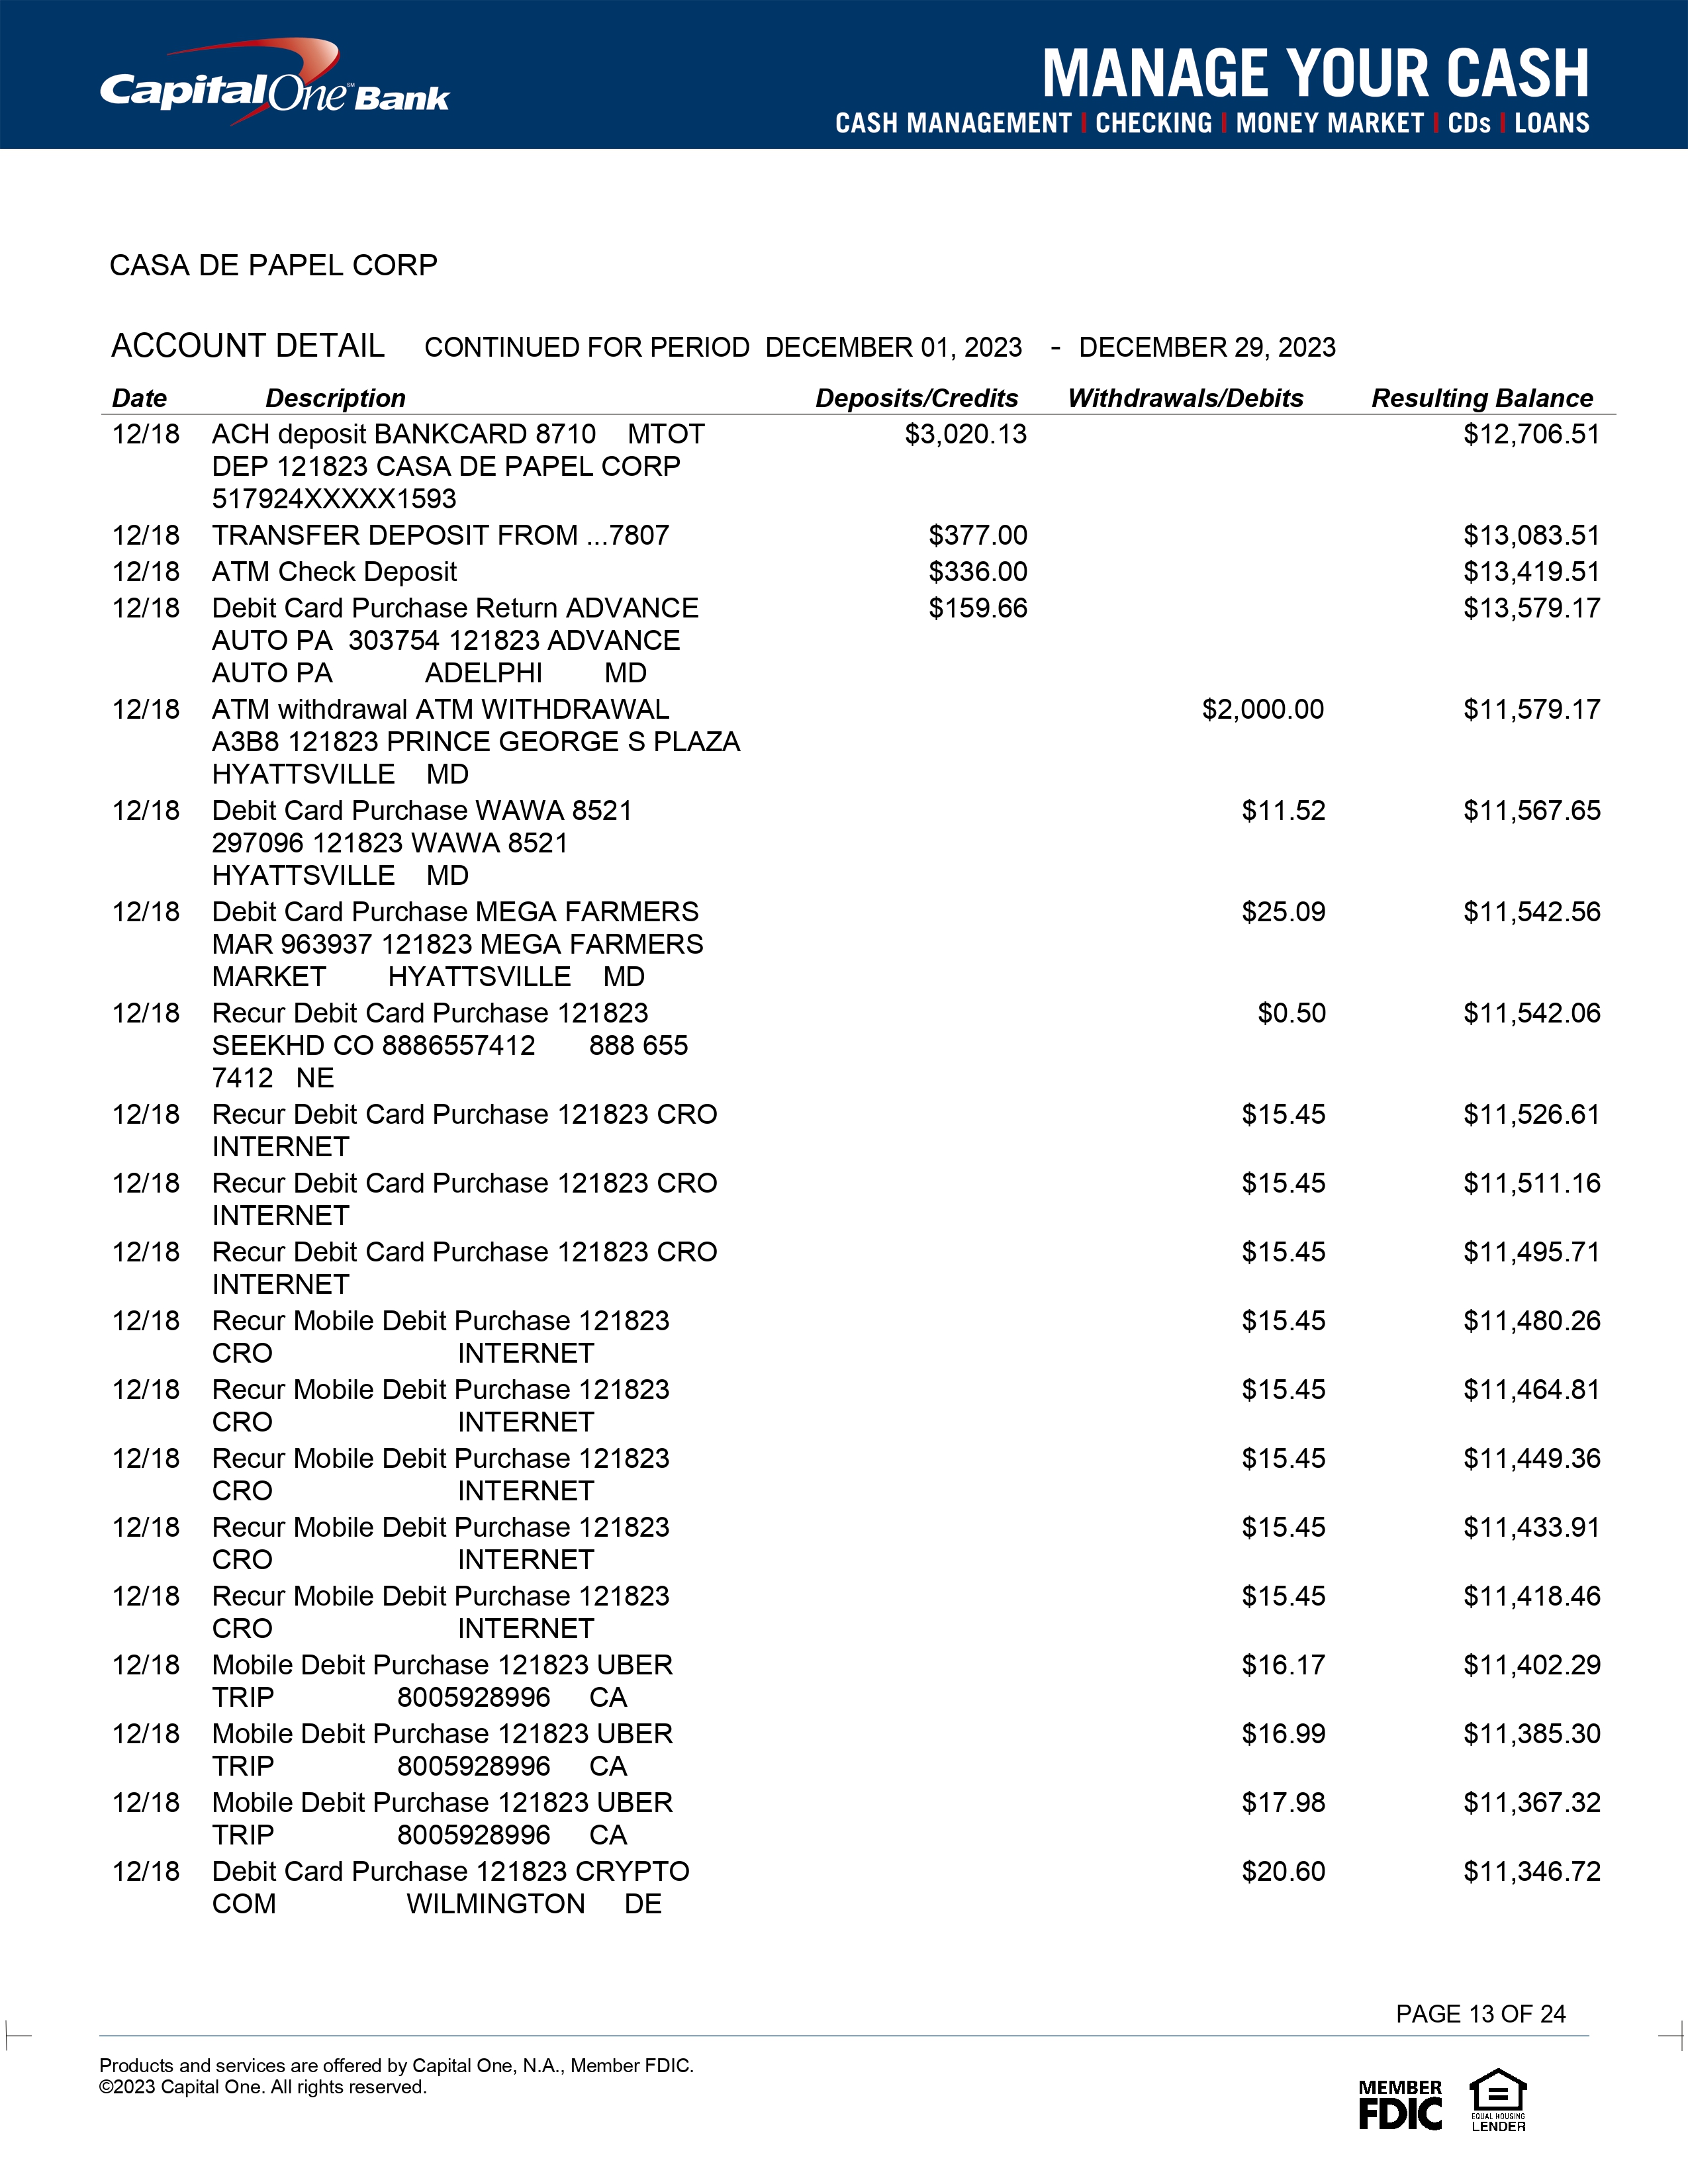 CapitalOne℠ Bank
MANAGE YOUR CASH
CASH MANAGEMENT | CHECKING | MONEY MARKET | CDs | LOANS
CASA DE PAPEL CORP
ACCOUNT DETAIL CONTINUED FOR PERIOD DECEMBER 01, 2023 - DECEMBER 29, 2023
Date Description Deposits/Credits Withdrawals/Debits Resulting Balance
12/18 ACH deposit BANKCARD 8710 MTOT $3,020.13 $12,706.51
DEP 121823 CASA DE PAPEL CORP
517924XXXXX1593
12/18 TRANSFER DEPOSIT FROM ...7807 $377.00 $13,083.51
12/18 ATM Check Deposit $336.00 $13,419.51
12/18 Debit Card Purchase Return ADVANCE $159.66 $13,579.17
AUTO PA 303754 121823 ADVANCE
AUTO PA ADELPHI MD
12/18 ATM withdrawal ATM WITHDRAWAL $2,000.00 $11,579.17
A3B8 121823 PRINCE GEORGE S PLAZA
HYATTSVILLE MD
12/18 Debit Card Purchase WAWA 8521 $11.52 $11,567.65
297096 121823 WAWA 8521
HYATTSVILLE MD
12/18 Debit Card Purchase MEGA FARMERS $25.09 $11,542.56
MAR 963937 121823 MEGA FARMERS
MARKET HYATTSVILLE MD
12/18 Recur Debit Card Purchase 121823 $0.50 $11,542.06
SEEKHD CO 8886557412 888 655
7412 NE
12/18 Recur Debit Card Purchase 121823 CRO $15.45 $11,526.61
INTERNET
12/18 Recur Debit Card Purchase 121823 CRO $15.45 $11,511.16
INTERNET
12/18 Recur Debit Card Purchase 121823 CRO $15.45 $11,495.71
INTERNET
12/18 Recur Mobile Debit Purchase 121823 $15.45 $11,480.26
CRO INTERNET
12/18 Recur Mobile Debit Purchase 121823 $15.45 $11,464.81
CRO INTERNET
12/18 Recur Mobile Debit Purchase 121823 $15.45 $11,449.36
CRO INTERNET
12/18 Recur Mobile Debit Purchase 121823 $15.45 $11,433.91
CRO INTERNET
12/18 Recur Mobile Debit Purchase 121823 $15.45 $11,418.46
CRO INTERNET
12/18 Mobile Debit Purchase 121823 UBER $16.17 $11,402.29
TRIP 8005928996 CA
12/18 Mobile Debit Purchase 121823 UBER $16.99 $11,385.30
TRIP 8005928996 CA
12/18 Mobile Debit Purchase 121823 UBER $17.98 $11,367.32
TRIP 8005928996 CA
12/18 Debit Card Purchase 121823 CRYPTO $20.60 $11,346.72
COM WILMINGTON DE
PAGE 13 OF 24
Products and services are offered by Capital One, N.A., Member FDIC.
©2023 Capital One. All rights reserved.
MEMBER
FDIC
EQUAL HOUSING
LENDER